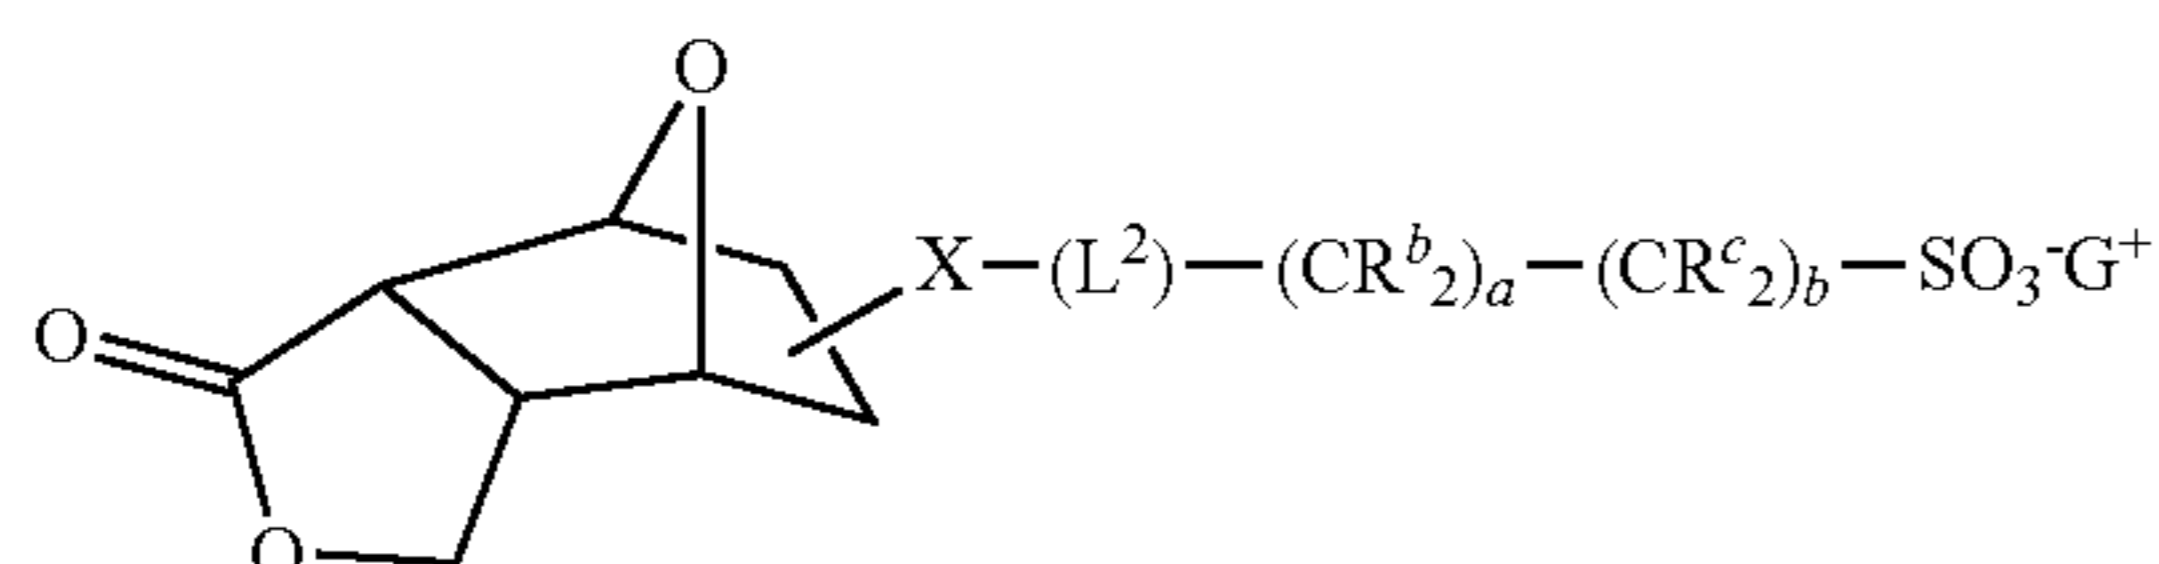 O
X—(L²)—(CRᵇ₂)ₐ—(CRᶜ₂)b—SO₃⁻G⁺
O
O